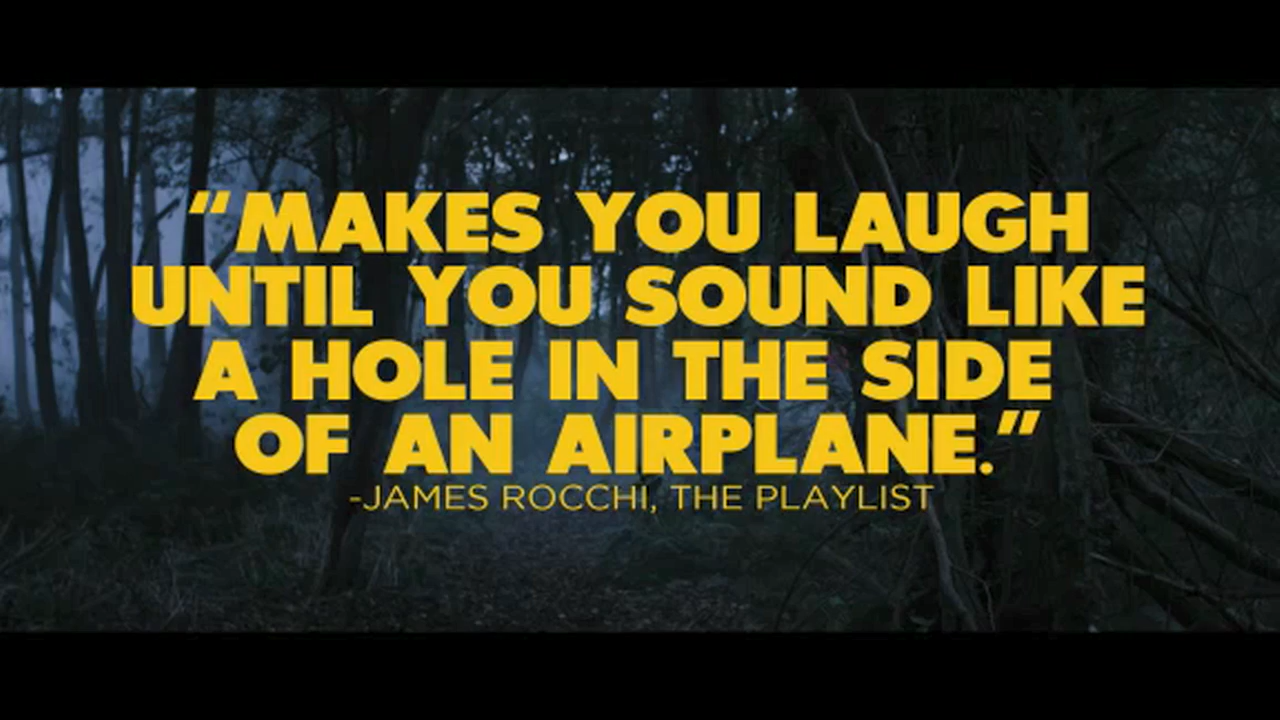 “MAKES YOU LAUGH
UNTIL YOU SOUND LIKE
A HOLE IN THE SIDE
OF AN AIRPLANE.”
-JAMES ROCCHI, THE PLAYLIST